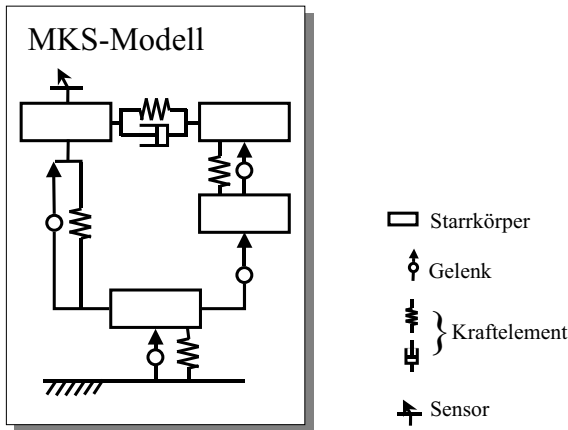 MKS-Modell
Starrkörper
Gelenk
Kraftelement
Sensor